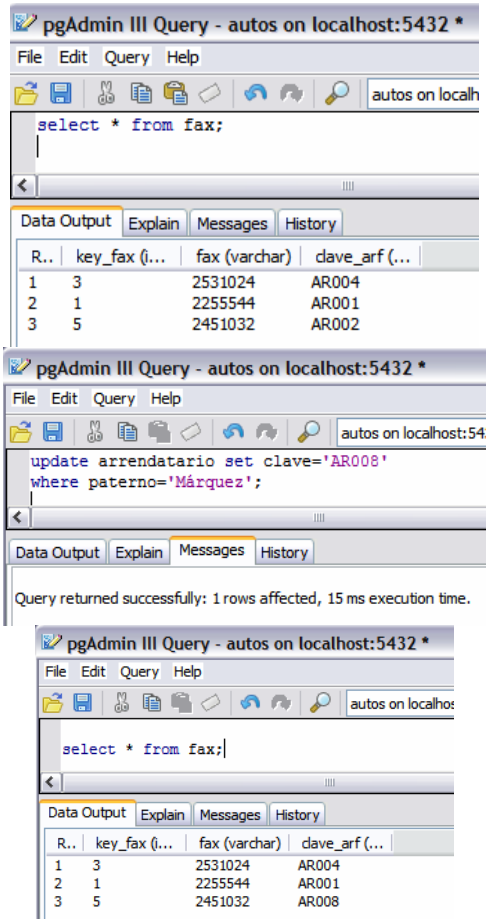 pgAdmin III Query - autos on localhost:5432 *
File Edit Query Help
autos on localh
select * from fax;
Data Output Explain Messages History
R.. key_fax (i... fax (varchar) clave_arf (...
1 3 2531024 AR004
2 1 2255544 AR001
3 5 2451032 AR002
pgAdmin III Query - autos on localhost:5432 *
File Edit Query Help
autos on localhost:54
update arrendatario set clave='AR008'
where paterno='Márquez';
Data Output Explain Messages History
Query returned successfully: 1 rows affected, 15 ms execution time.
pgAdmin III Query - autos on localhost:5432 *
File Edit Query Help
autos on localhos
select * from fax;
Data Output Explain Messages History
R.. key_fax (i... fax (varchar) clave_arf (...
1 3 2531024 AR004
2 1 2255544 AR001
3 5 2451032 AR008